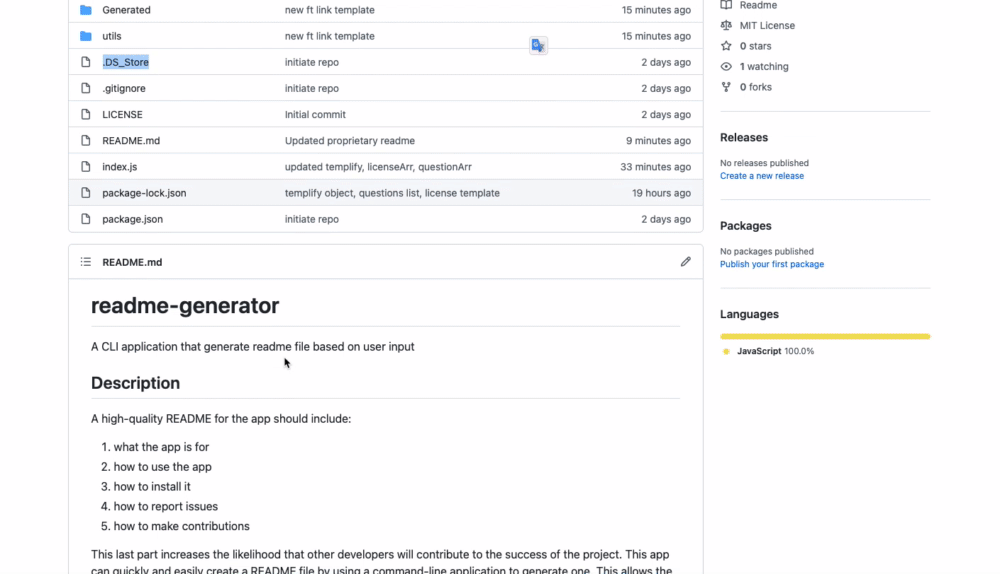 Generated new ft link template 15 minutes ago
utils new ft link template 15 minutes ago
.DS_Store initiate repo 2 days ago
.gitignore initiate repo 2 days ago
LICENSE Initial commit 2 days ago
README.md Updated proprietary readme 9 minutes ago
index.js updated templify, licenseArr, questionArr 33 minutes ago
package-lock.json templify object, questions list, license template 19 hours ago
package.json initiate repo 2 days ago
README.md
readme-generator
A CLI application that generate readme file based on user input
Description
A high-quality README for the app should include:
1. what the app is for
2. how to use the app
3. how to install it
4. how to report issues
5. how to make contributions
This last part increases the likelihood that other developers will contribute to the success of the project. This app
can quickly and easily create a README file by using a command-line application to generate one. This allows the
Readme
MIT License
0 stars
1 watching
0 forks
Releases
No releases published
Create a new release
Packages
No packages published
Publish your first package
Languages
JavaScript 100.0%